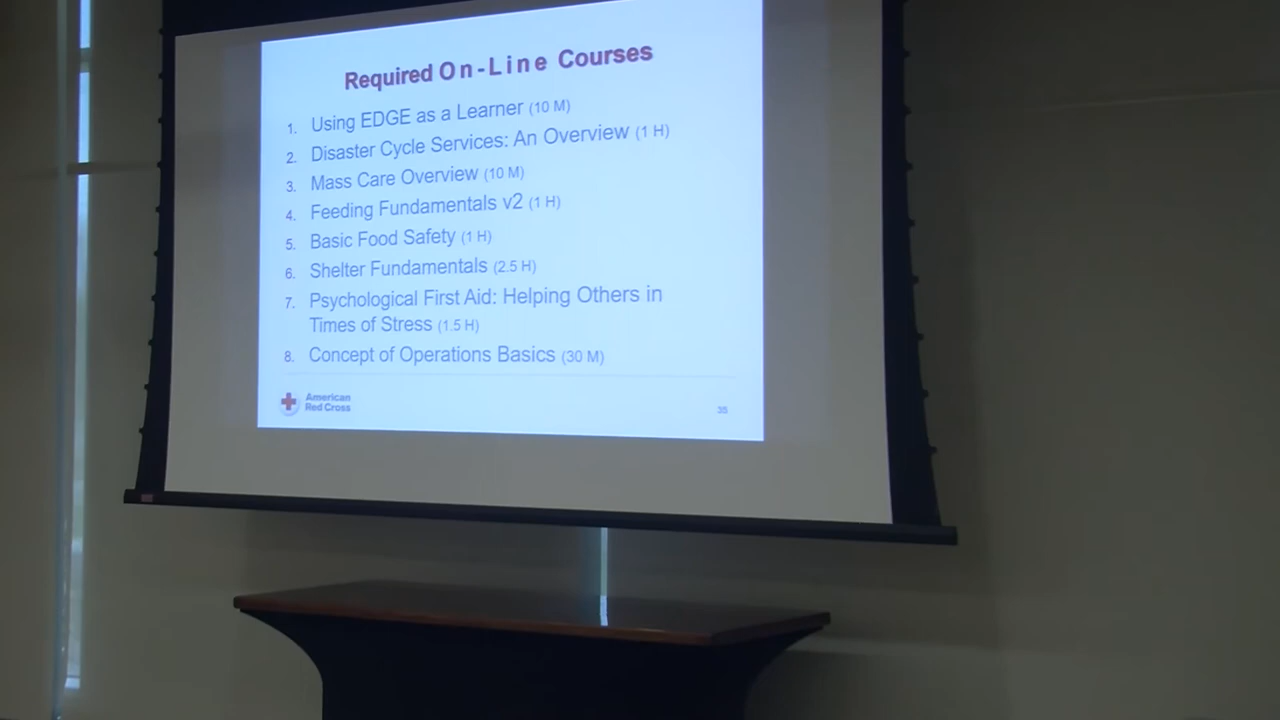 Required On-Line Courses
1. Using EDGE as a Learner (10 M)
2. Disaster Cycle Services: An Overview (1 H)
3. Mass Care Overview (10 M)
4. Feeding Fundamentals v2 (1 H)
5. Basic Food Safety (1 H)
6. Shelter Fundamentals (2.5 H)
7. Psychological First Aid: Helping Others in
Times of Stress (1.5 H)
8. Concept of Operations Basics (30 M)
American
Red Cross
35